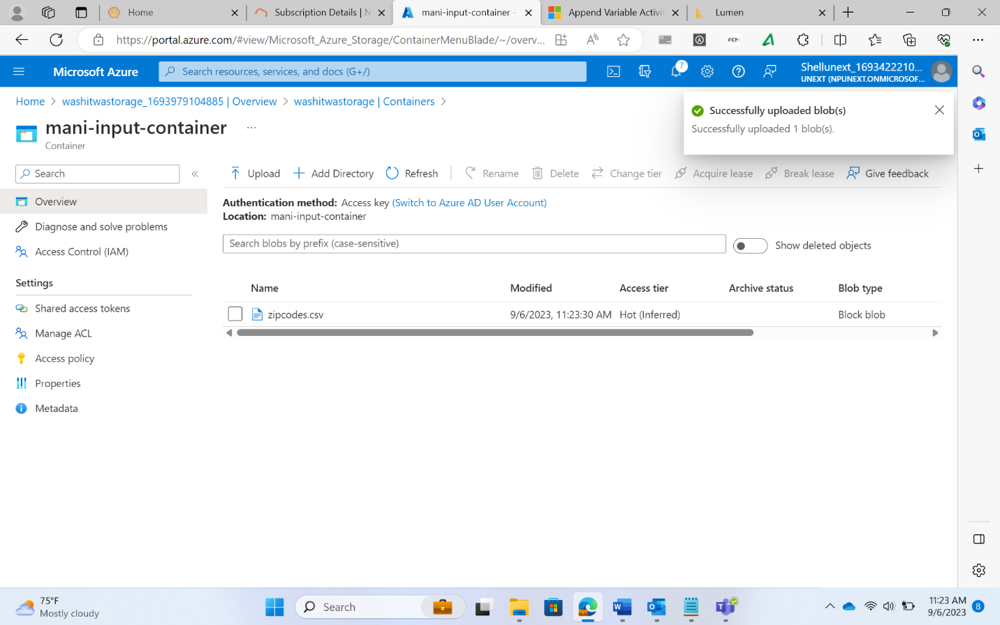 Home
Subscription Details | N
mani-input-container -
Append Variable Activit
Lumen
https://portal.azure.com/#view/Microsoft_Azure_Storage/ContainerMenuBlade/~/overv...
FCM
Microsoft Azure
Search resources, services, and docs (G+/)
7
Shellunext_1693422210...
UNEXT (NPUNEXT.ONMICROSOF...
Home > washitwastorage_1693979104885 | Overview > washitwastorage | Containers >
mani-input-container ...
Container
Successfully uploaded blob(s)
Successfully uploaded 1 blob(s).
Search
«
Upload
Add Directory
Refresh
Rename
Delete
Change tier
Acquire lease
Break lease
Give feedback
Overview
Diagnose and solve problems
Access Control (IAM)
Settings
Shared access tokens
Manage ACL
Access policy
Properties
Metadata
Authentication method: Access key (Switch to Azure AD User Account)
Location: mani-input-container
Search blobs by prefix (case-sensitive)
Show deleted objects
Name Modified Access tier Archive status Blob type
zipcodes.csv 9/6/2023, 11:23:30 AM Hot (Inferred) Block blob
75°F
Mostly cloudy
Search
11:23 AM
9/6/2023
8